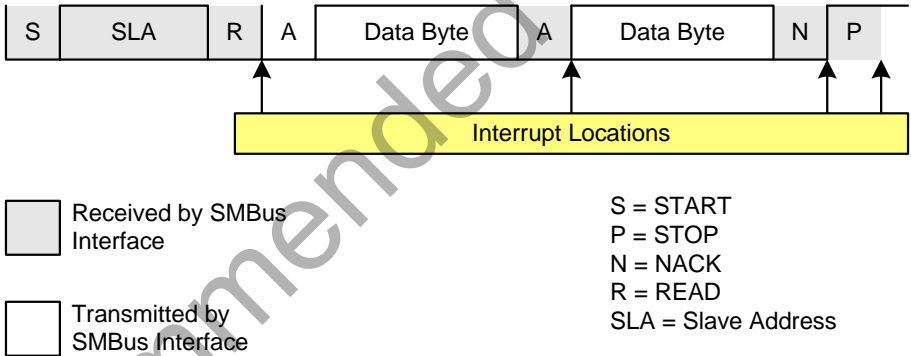 S SLA R A Data Byte A Data Byte N P
Interrupt Locations
Received by SMBus
Interface
Transmitted by
SMBus Interface
S = START
P = STOP
N = NACK
R = READ
SLA = Slave Address
mmended